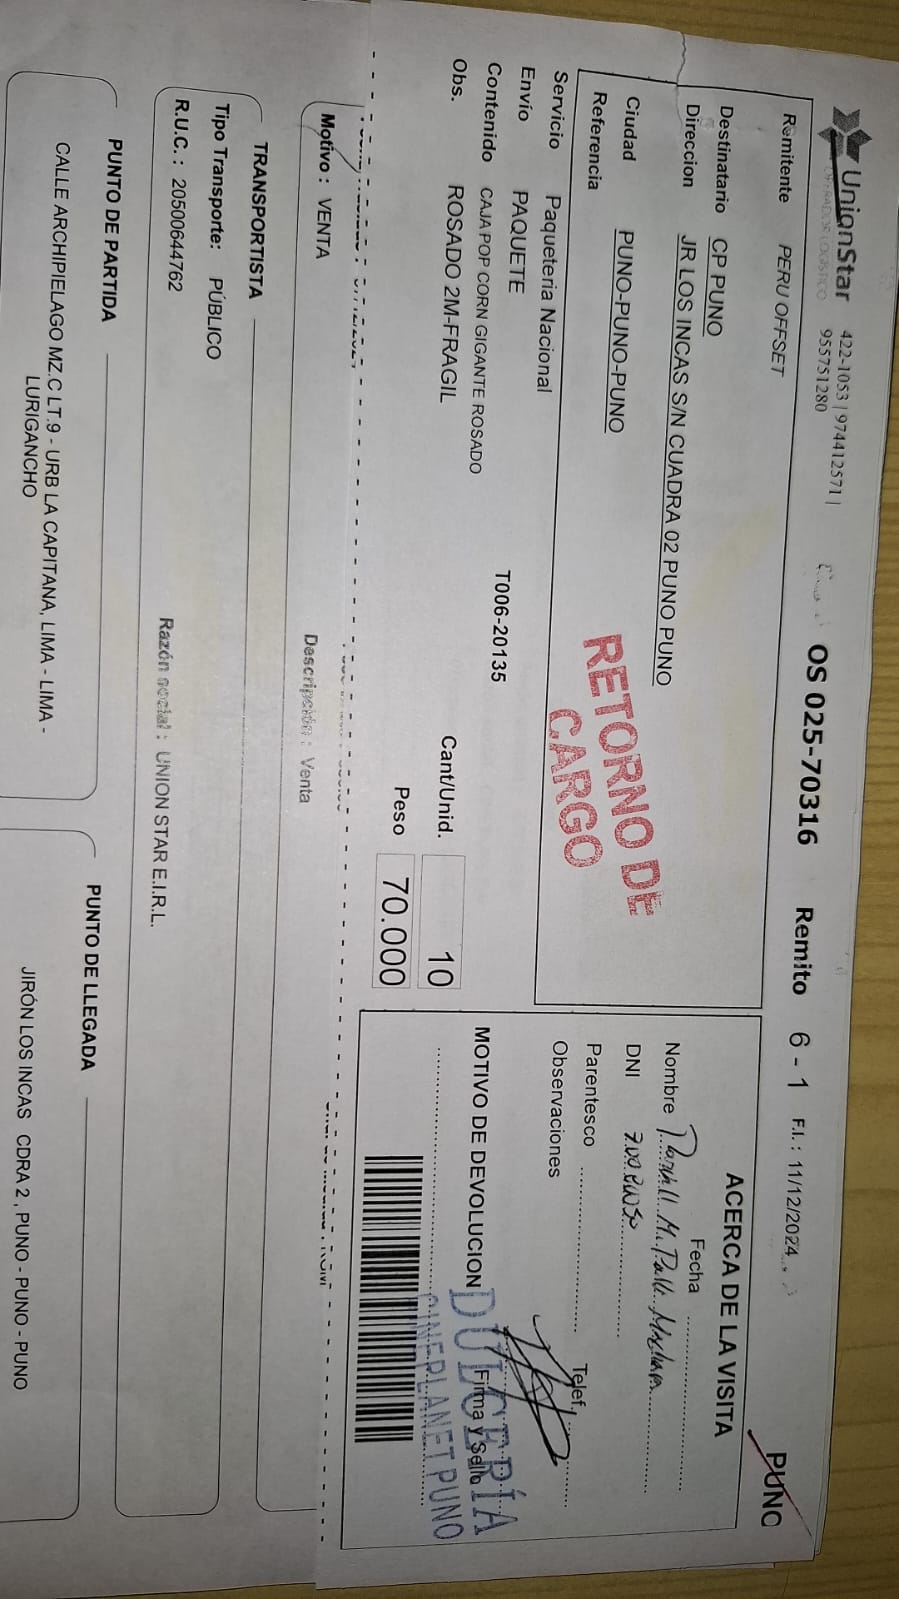 UnionStar
OPERADOR LOGISTICO
422-1053 | 974412571 |
955751280
OS 025-70316 Remito 6 - 1 F.I.: 11/12/2024
PUNO
Remitente PERU OFFSET
Destinatario CP PUNO
Direccion JR LOS INCAS S/N CUADRA 02 PUNO PUNO
Ciudad PUNO-PUNO-PUNO
Referencia
RETORNO DE
CARGO
Servicio Paqueteria Nacional
Envío PAQUETE
Contenido CAJA POP CORN GIGANTE ROSADO
T006-20135
Obs. ROSADO 2M-FRAGIL
Cant/Unid. 10
Peso 70.000
ACERCA DE LA VISITA
Fecha
Nombre
DNI
Parentesco Telef.
Observaciones
MOTIVO DE DEVOLUCION Firma y Sello
DULCERÍA
CINEPLANET PUNO
Motivo : VENTA Descripción : Venta
TRANSPORTISTA
Tipo Transporte: PÚBLICO
R.U.C. : 20500644762 Razón social : UNION STAR E.I.R.L.
PUNTO DE PARTIDA
CALLE ARCHIPIELAGO MZ.C LT.9 - URB LA CAPITANA, LIMA - LIMA -
LURIGANCHO
PUNTO DE LLEGADA
JIRÓN LOS INCAS CDRA 2 , PUNO - PUNO - PUNO